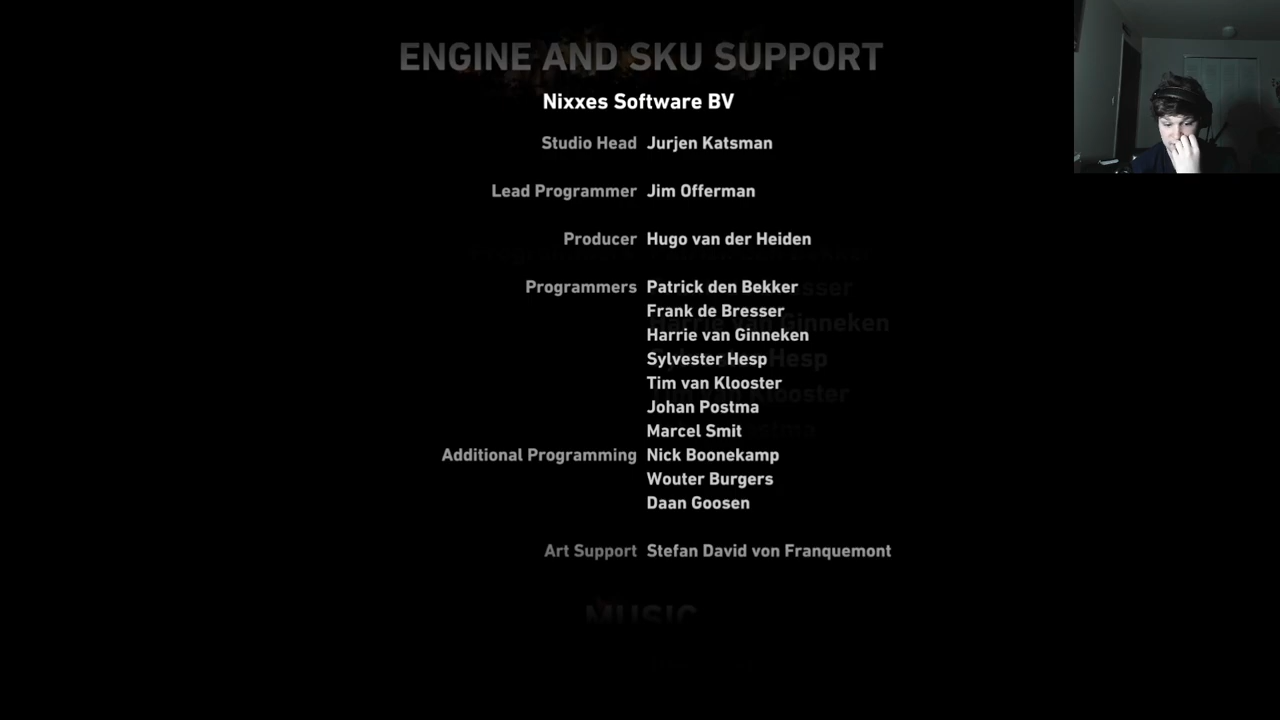 ENGINE AND SKU SUPPORT
Nixxes Software BV
Studio Head Jurjen Katsman
Lead Programmer Jim Offerman
Producer Hugo van der Heiden
Programmers Patrick den Bekker
Frank de Bresser
Harrie van Ginneken
Sylvester Hesp
Tim van Klooster
Johan Postma
Marcel Smit
Additional Programming Nick Boonekamp
Wouter Burgers
Daan Goosen
Art Support Stefan David von Franquemont
MUSIC